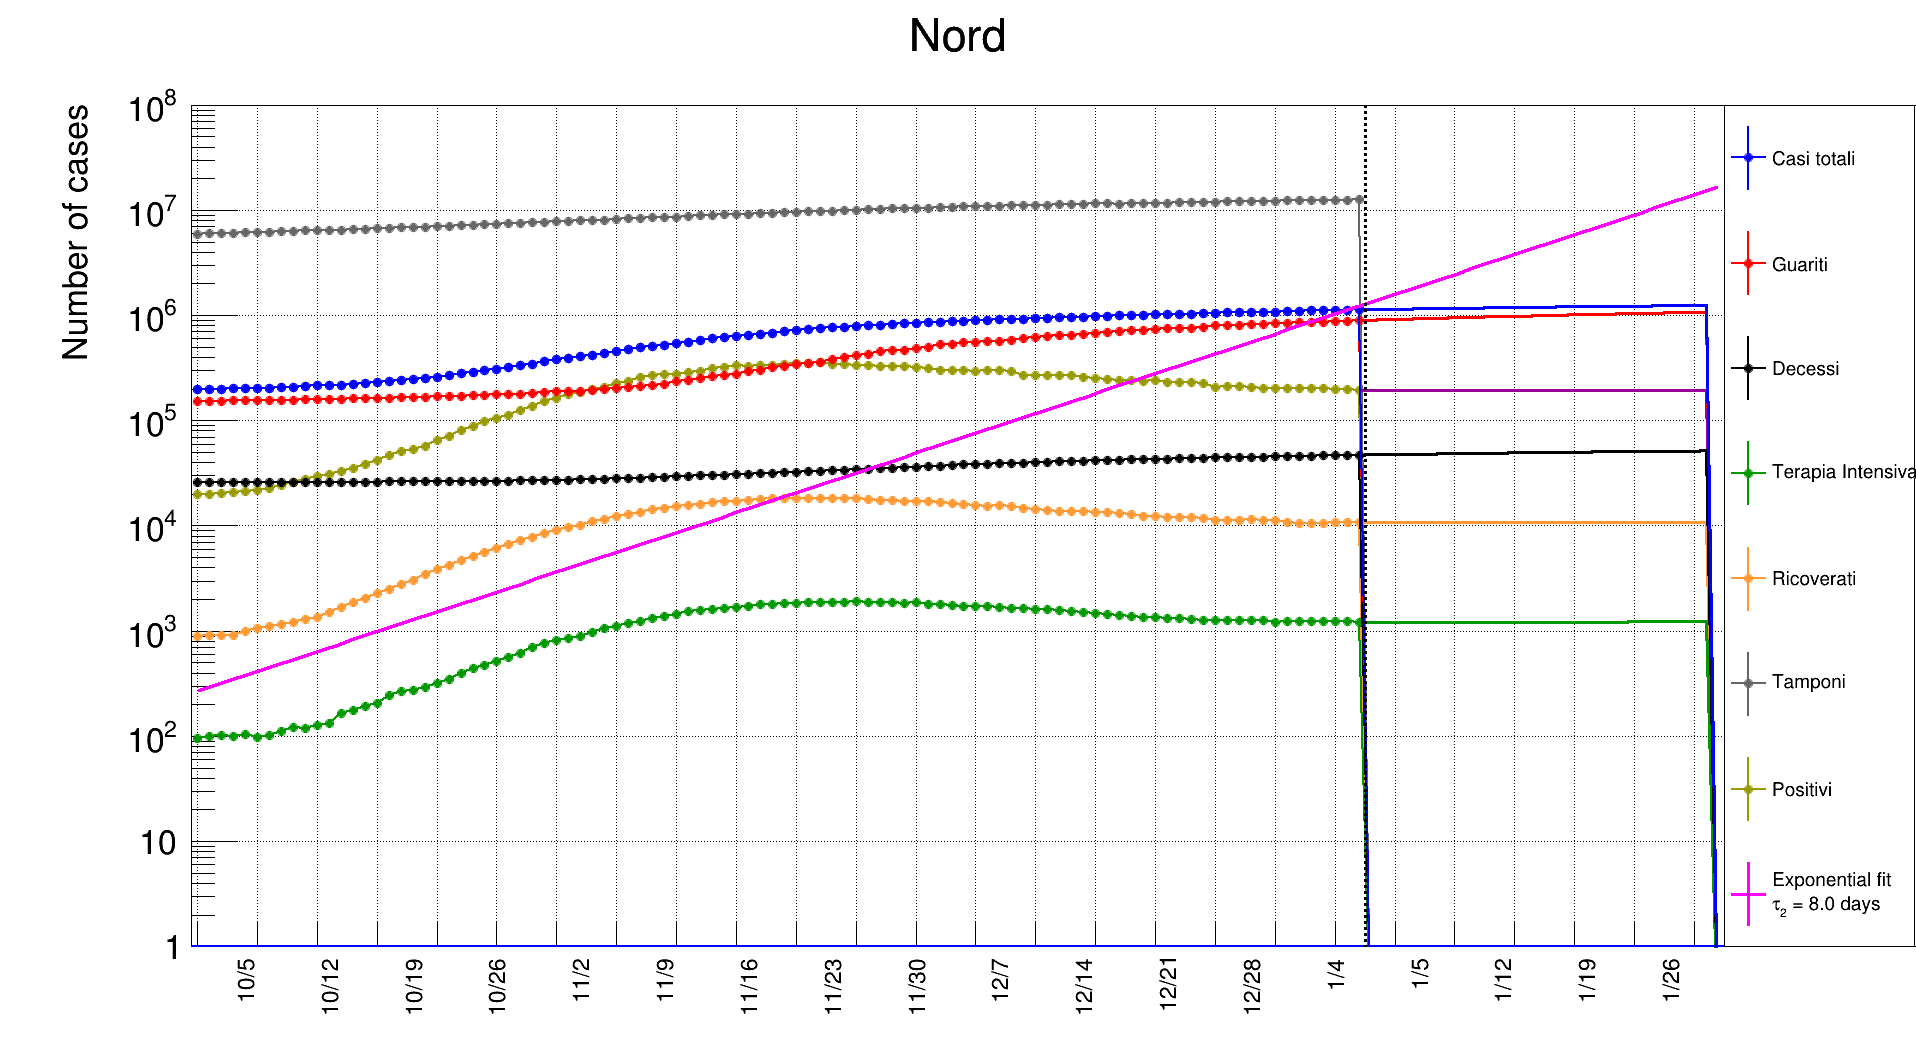 Nord
Number of cases
10^8
10^7
10^6
10^5
10^4
10^3
10^2
10
1
10/5
10/12
10/19
10/26
11/2
11/9
11/16
11/23
11/30
12/7
12/14
12/21
12/28
1/4
1/5
1/12
1/19
1/26
Casi totali
Guariti
Decessi
Terapia Intensiva
Ricoverati
Tamponi
Positivi
Exponential fit
τ₂ = 8.0 days